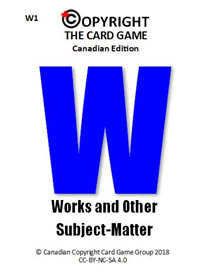 W1
COPYRIGHT
THE CARD GAME
Canadian Edition
W
Works and Other
Subject-Matter
© Canadian Copyright Card Game Group 2018
CC-BY-NC-SA 4.0